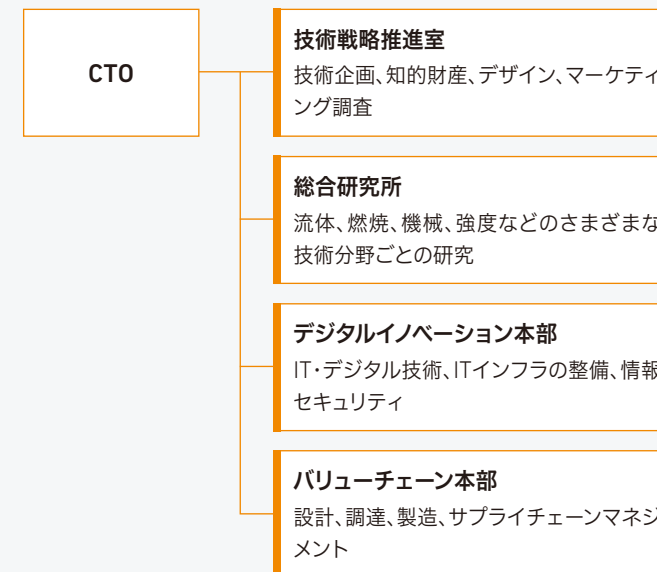 CTO
技術戦略推進室
技術企画、知的財産、デザイン、マーケティ
ング調査
総合研究所
流体、燃焼、機械、強度などのさまざまな
技術分野ごとの研究
デジタルイノベーション本部
IT・デジタル技術、ITインフラの整備、情報
セキュリティ
バリューチェーン本部
設計、調達、製造、サプライチェーンマネジ
メント